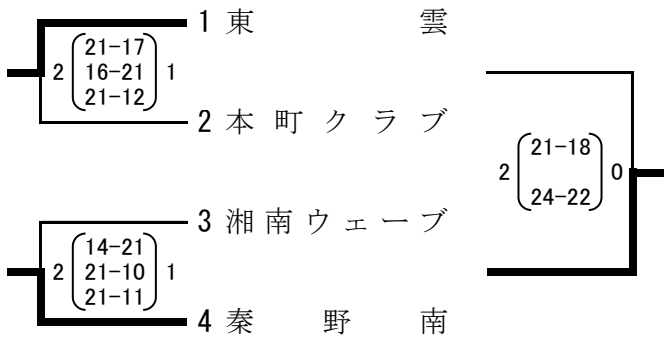 1 東雲
2 (21-17 16-21 21-12) 1
2 本町クラブ
2 (21-18 24-22) 0
3 湘南ウェーブ
2 (14-21 21-10 21-11) 1
4 秦野南